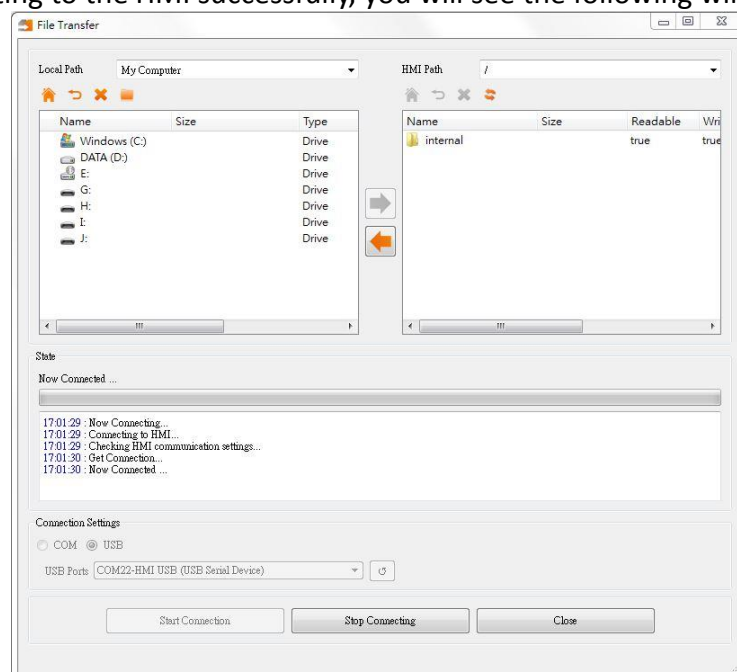 ing to the HMI successfully, you will see the following wi
File Transfer
Local Path My Computer
HMI Path /
Name Size Type
Windows (C:) Drive
DATA (D:) Drive
E: Drive
G: Drive
H: Drive
I: Drive
J: Drive
Name Size Readable Wri
internal true true
State
Now Connected ...
17:01:29 : Now Connecting...
17:01:29 : Connecting to HMI...
17:01:29 : Checking HMI communication settings...
17:01:30 : Get Connection...
17:01:30 : Now Connected ...
Connection Settings
COM USB
USB Ports COM22-HMI USB (USB Serial Device)
Start Connection Stop Connecting Close